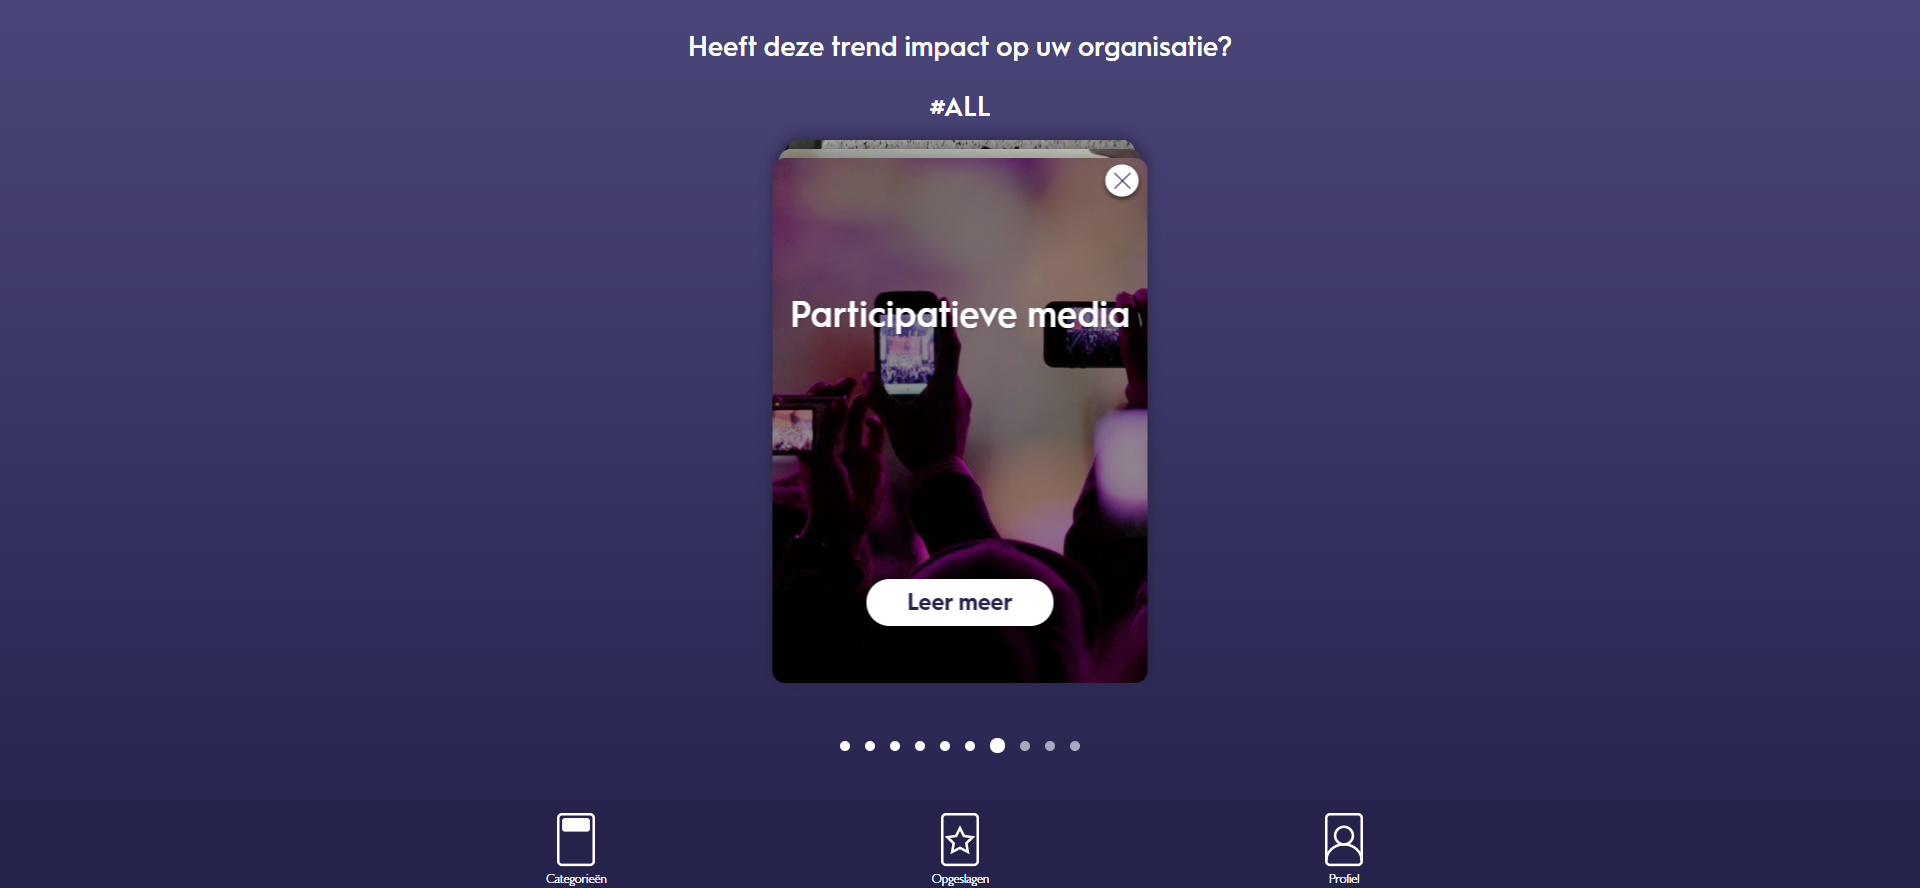 Heeft deze trend impact op uw organisatie?
#ALL
Participatieve media
Leer meer
Categorieën
Opgeslagen
Profiel